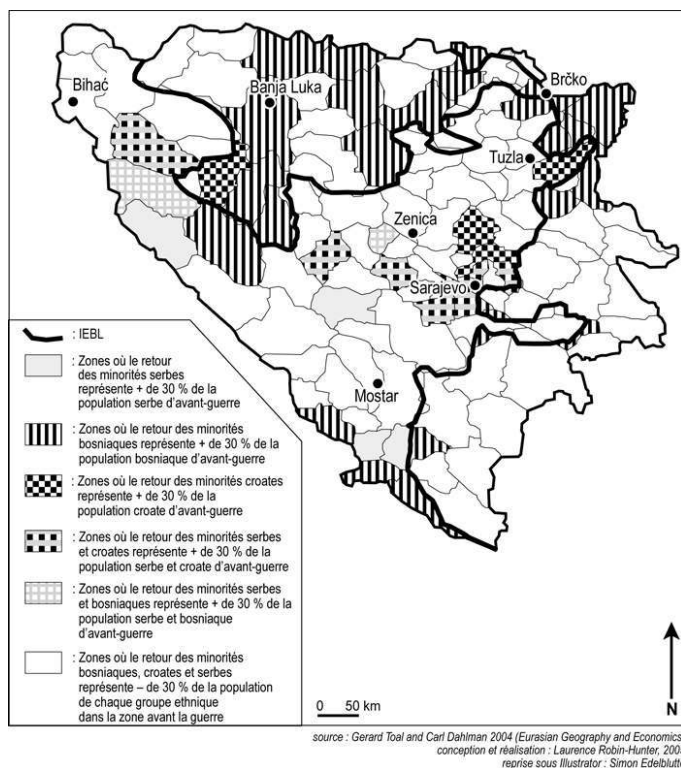 Bihać
Banja Luka
Brčko
Tuzla
Zenica
Sarajevo
Mostar
: IEBL
: Zones où le retour
des minorités serbes
représente + de 30 % de la
population serbe d'avant-guerre
: Zones où le retour des minorités
bosniaques représente + de 30 % de la
population bosniaque d'avant-guerre
: Zones où le retour des minorités croates
représente + de 30 % de la
population croate d'avant-guerre
: Zones où le retour des minorités serbes
et croates représente + de 30 % de la
population serbe et croate d'avant-guerre
: Zones où le retour des minorités serbes
et bosniaques représente + de 30 % de la
population serbe et bosniaque
d'avant-guerre
: Zones où le retour des minorités
bosniaques, croates et serbes
représente – de 30 % de la population
de chaque groupe ethnique
dans la zone avant la guerre
0 50 km
N
source : Gerard Toal and Carl Dahlman 2004 (Eurasian Geography and Economics
conception et réalisation : Laurence Robin-Hunter, 200
reprise sous Illustrator : Simon Edelblutte